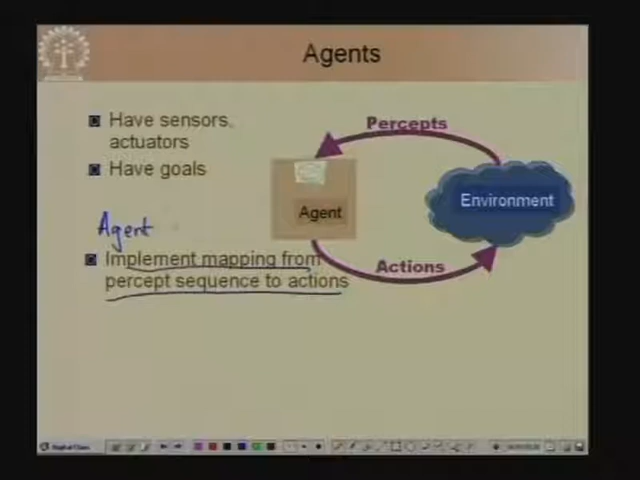 Agents
Have sensors,
actuators
Have goals
Agent
Implement mapping from
percept sequence to actions
Percepts
Agent
Environment
Actions